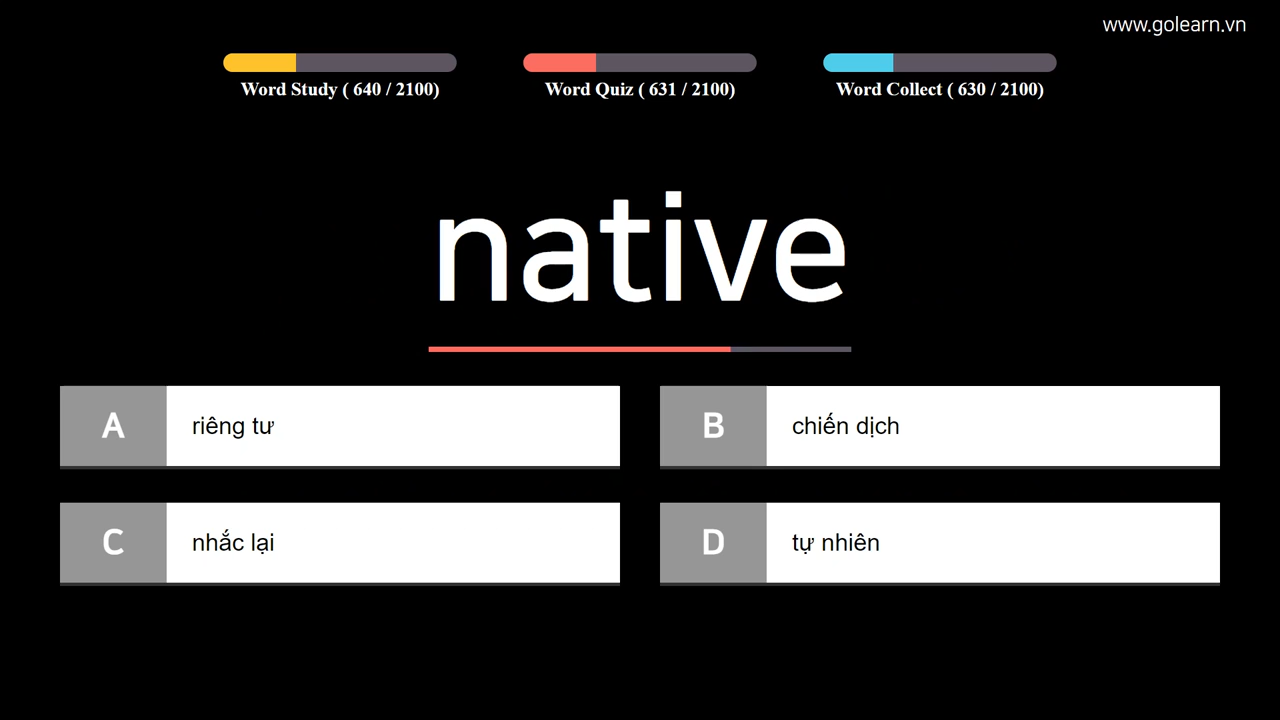 www.golearn.vn
Word Study ( 640 / 2100)
Word Quiz ( 631 / 2100)
Word Collect ( 630 / 2100)
native
A riêng tư
B chiến dịch
C nhắc lại
D tự nhiên